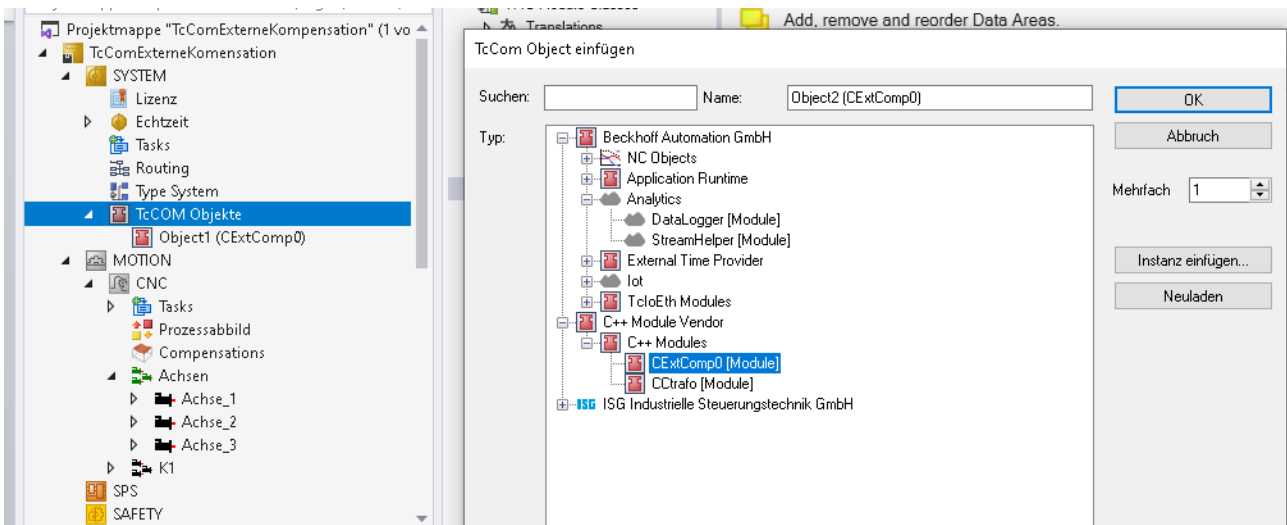 Translations
Add, remove and reorder Data Areas.
Projektmappe "TcComExterneKompensation" (1 vo
TcComExterneKomensation
SYSTEM
Lizenz
Echtzeit
Tasks
Routing
Type System
TcCOM Objekte
Object1 (CExtComp0)
MOTION
CNC
Tasks
Prozessabbild
Compensations
Achsen
Achse_1
Achse_2
Achse_3
K1
SPS
SAFETY
TcCom Object einfügen
Suchen:
Name:
Object2 (CExtComp0)
OK
Typ:
Abbruch
Beckhoff Automation GmbH
NC Objects
Application Runtime
Analytics
DataLogger [Module]
StreamHelper [Module]
External Time Provider
Iot
TcIoEth Modules
C++ Module Vendor
C++ Modules
CExtComp0 [Module]
CCtrafo [Module]
ISG ISG Industrielle Steuerungstechnik GmbH
Mehrfach 1
Instanz einfügen...
Neuladen